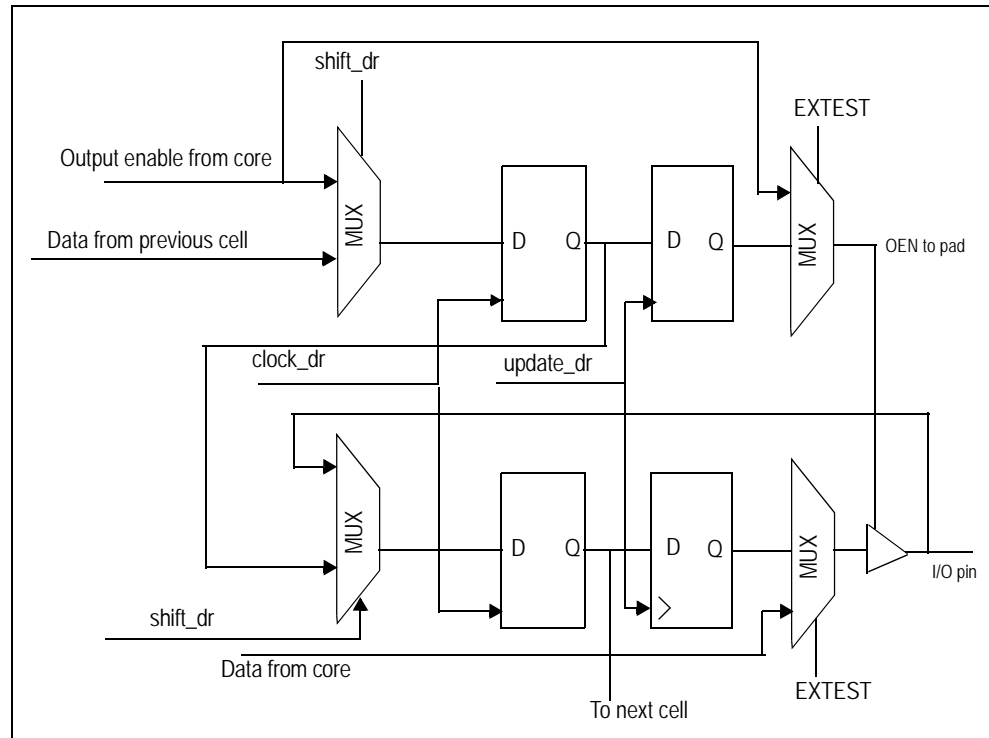 shift_dr
EXTEST
Output enable from core
Data from previous cell
MUX
D Q
D Q
MUX
OEN to pad
clock_dr
update_dr
MUX
D Q
D Q
MUX
I/O pin
shift_dr
Data from core
EXTEST
To next cell